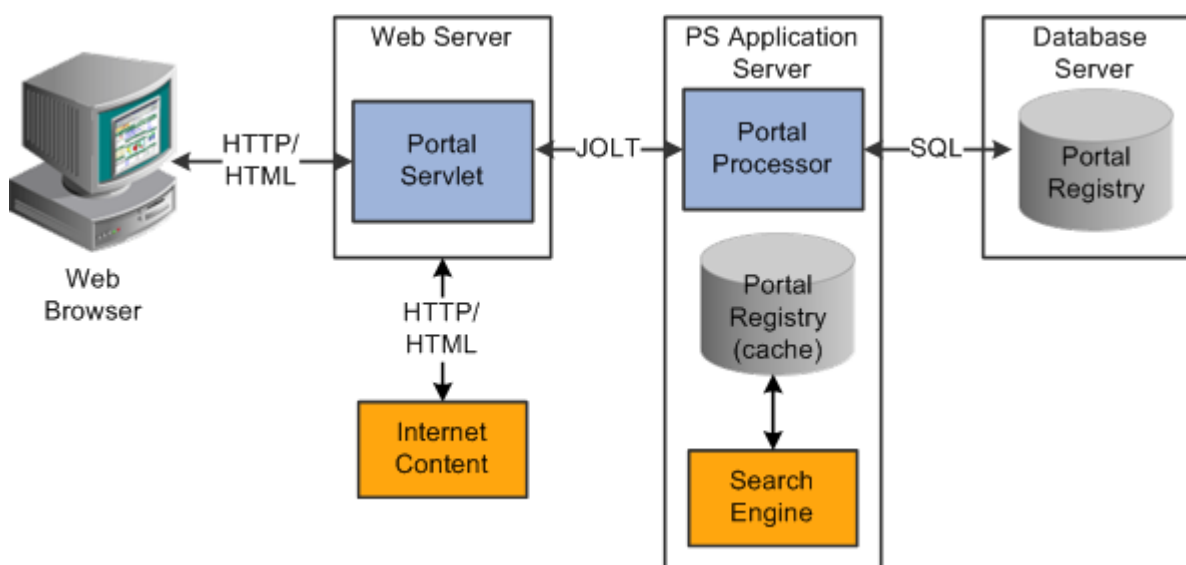 Web Server
PS Application
Server
Database
Server
HTTP/
HTML
Portal
Servlet
JOLT
Portal
Processor
SQL
Portal
Registry
Web
Browser
HTTP/
HTML
Portal
Registry
(cache)
Internet
Content
Search
Engine